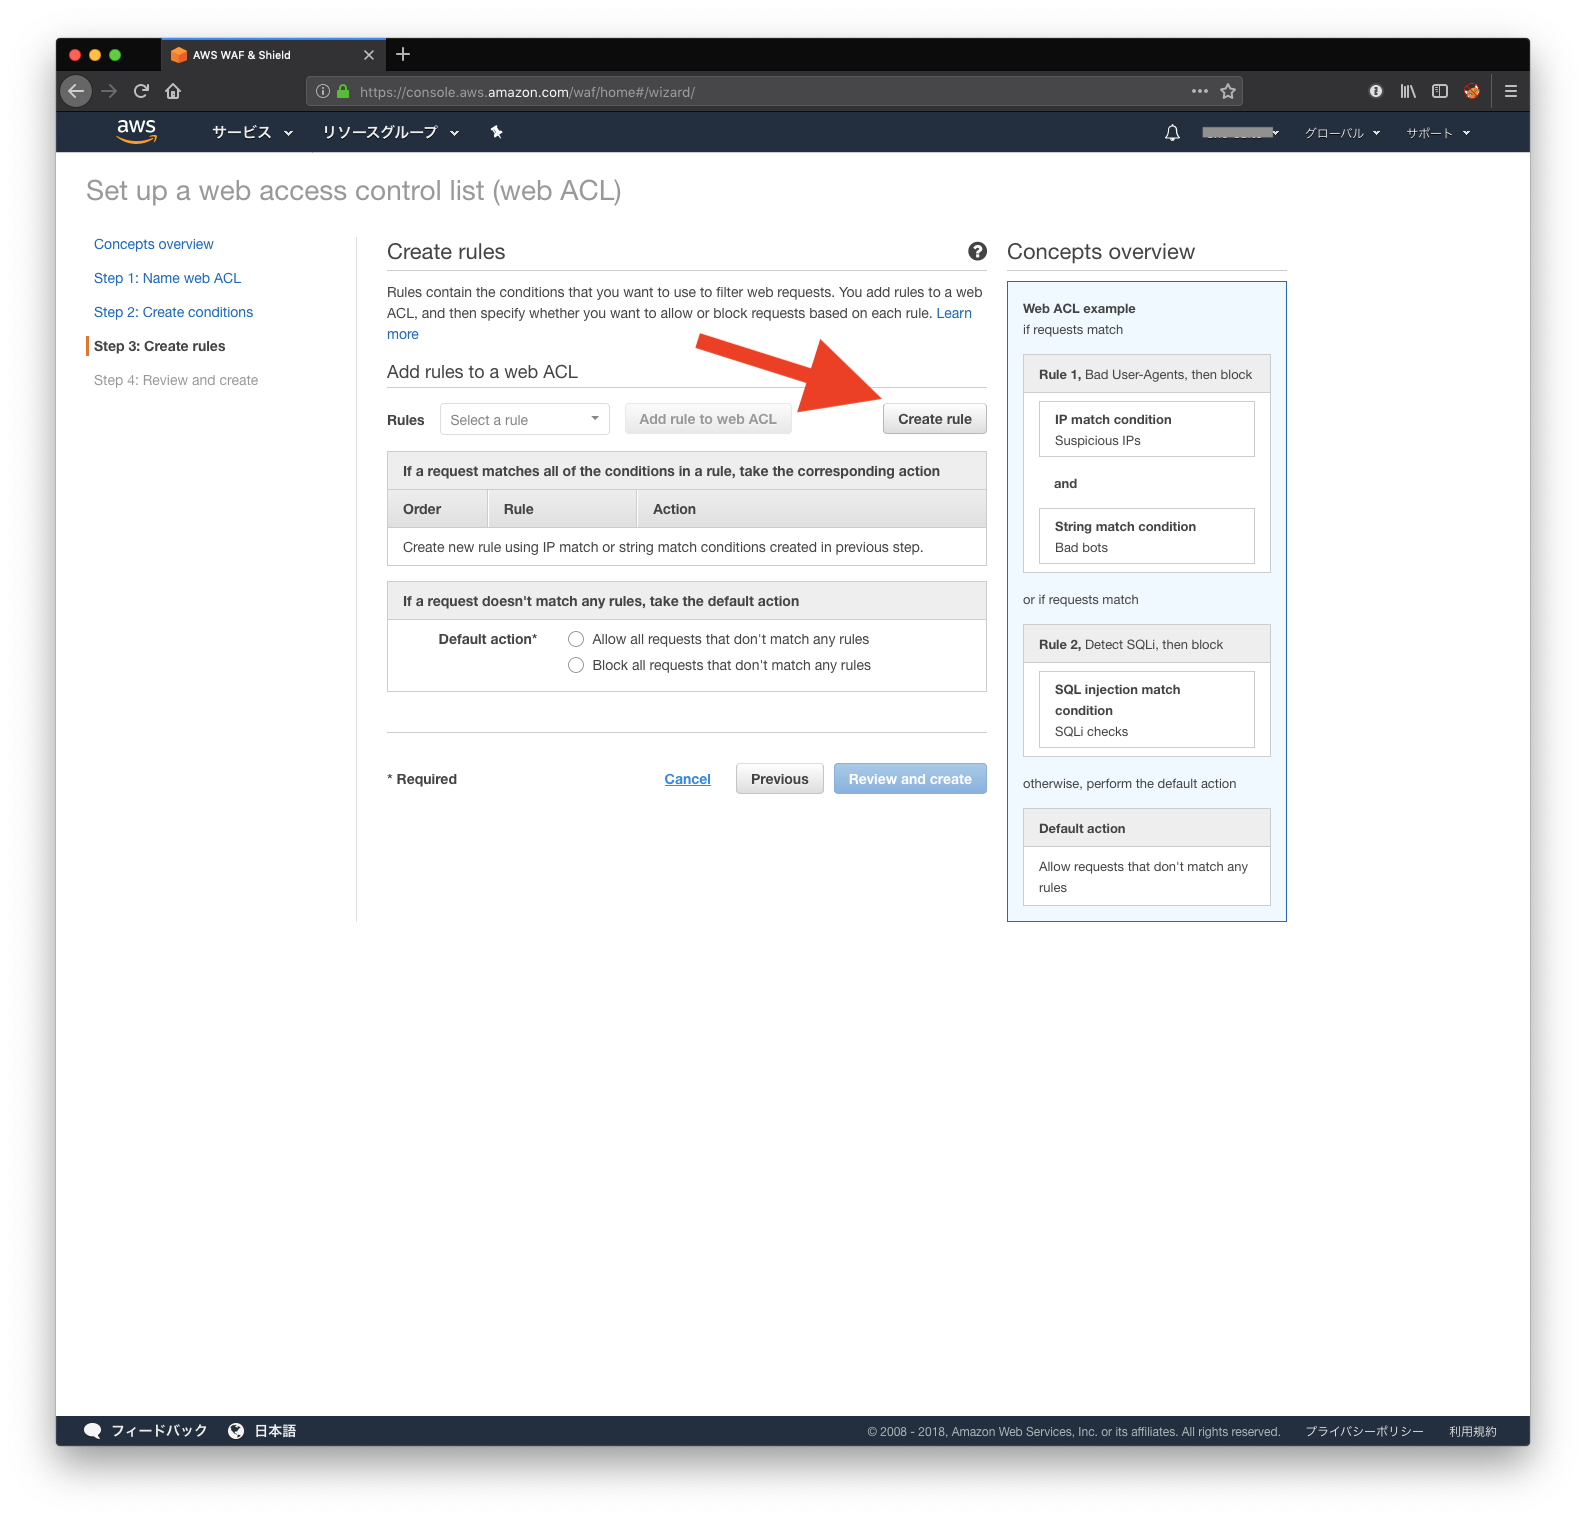 AWS WAF & Shield
https://console.aws.amazon.com/waf/home#/wizard/
aws
サービス
リソースグループ
グローバル
サポート
Set up a web access control list (web ACL)
Concepts overview
Step 1: Name web ACL
Step 2: Create conditions
Step 3: Create rules
Step 4: Review and create
Create rules
Rules contain the conditions that you want to use to filter web requests. You add rules to a web
ACL, and then specify whether you want to allow or block requests based on each rule. Learn
more
Add rules to a web ACL
Rules
Select a rule
Add rule to web ACL
Create rule
If a request matches all of the conditions in a rule, take the corresponding action
Order
Rule
Action
Create new rule using IP match or string match conditions created in previous step.
If a request doesn't match any rules, take the default action
Default action*
Allow all requests that don't match any rules
Block all requests that don't match any rules
* Required
Cancel
Previous
Review and create
Concepts overview
Web ACL example
if requests match
Rule 1, Bad User-Agents, then block
IP match condition
Suspicious IPs
and
String match condition
Bad bots
or if requests match
Rule 2, Detect SQLi, then block
SQL injection match
condition
SQLi checks
otherwise, perform the default action
Default action
Allow requests that don't match any
rules
フィードバック
日本語
© 2008 - 2018, Amazon Web Services, Inc. or its affiliates. All rights reserved.
プライバシーポリシー
利用規約